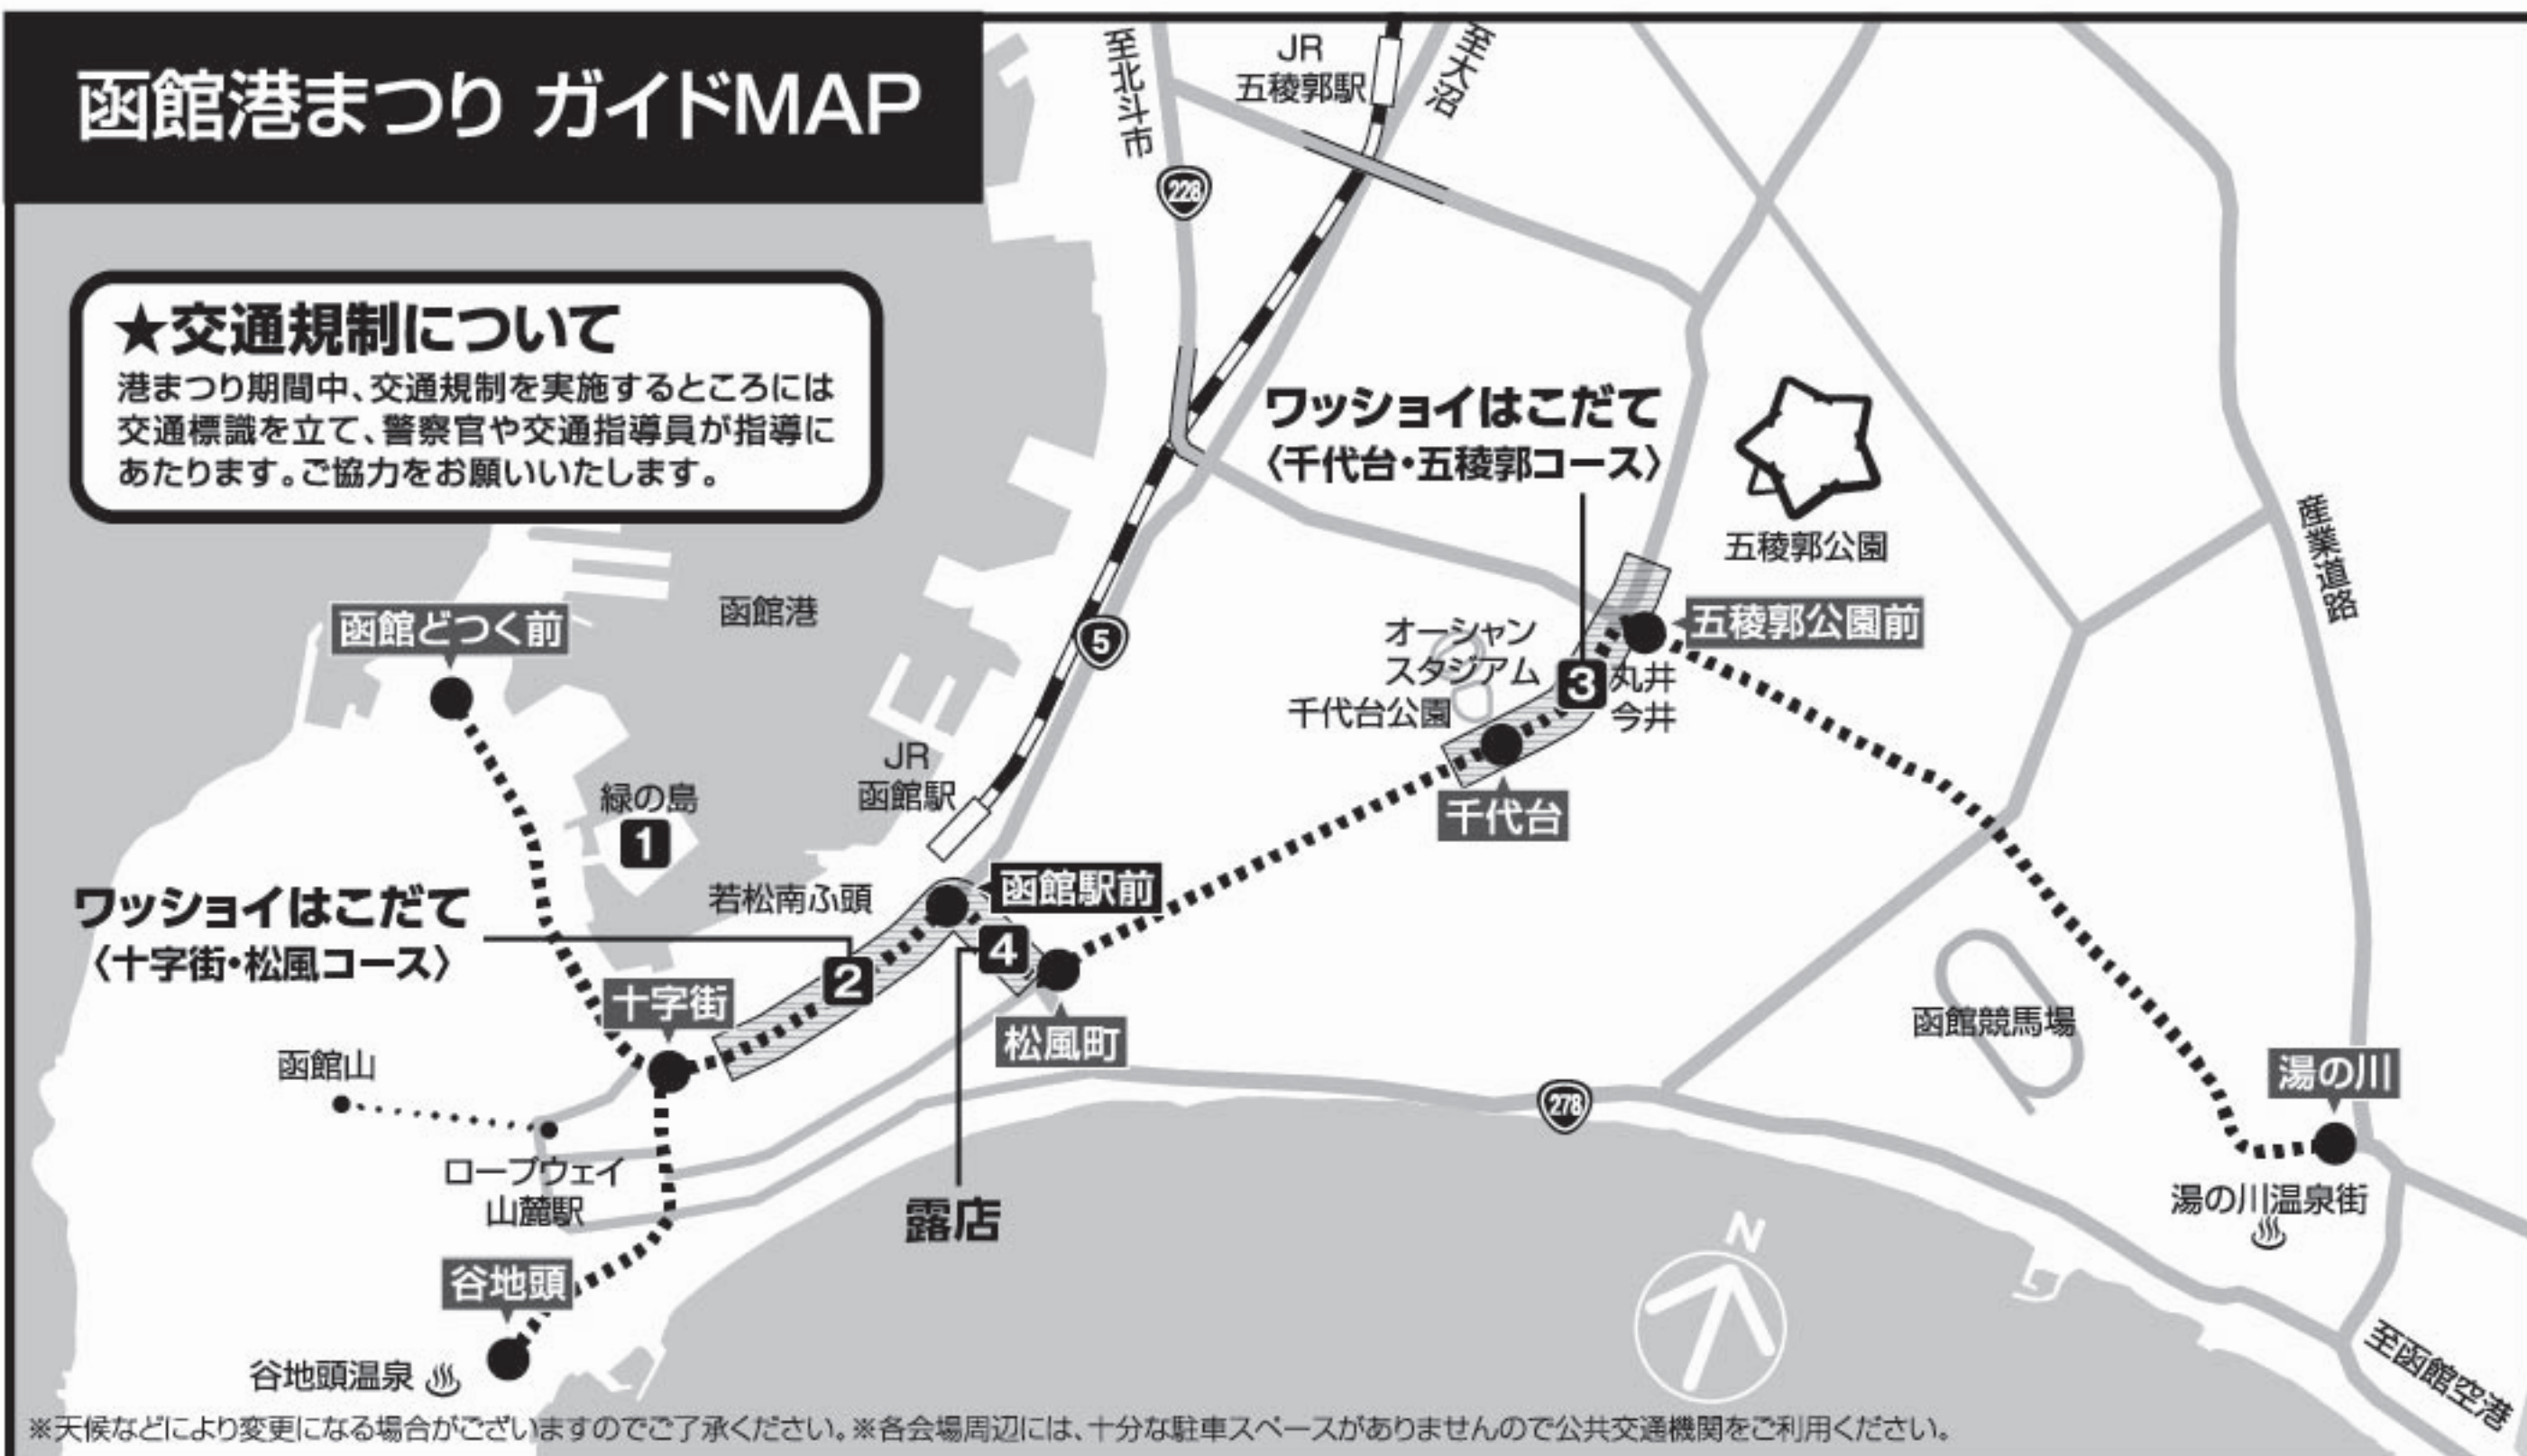 函館港まつり ガイドMAP
★交通規制について
港まつり期間中、交通規制を実施するところには
交通標識を立て、警察官や交通指導員が指導に
あたります。ご協力をお願いいたします。
至北斗市
JR
五稜郭駅
至大沼
228
ワッショイはこだて
〈千代台・五稜郭コース〉
五稜郭公園
産業道路
函館どつく前
函館港
5
オーシャン
スタジアム
千代台公園
3
丸井
今井
五稜郭公園前
千代台
JR
函館駅
緑の島
1
若松南ふ頭
函館駅前
ワッショイはこだて
〈十字街・松風コース〉
2
4
十字街
松風町
函館山
ロープウェイ
山麓駅
露店
278
函館競馬場
湯の川
湯の川温泉街
谷地頭
谷地頭温泉
N
至函館空港
※天候などにより変更になる場合がございますのでご了承ください。※各会場周辺には、十分な駐車スペースがありませんので公共交通機関をご利用ください。